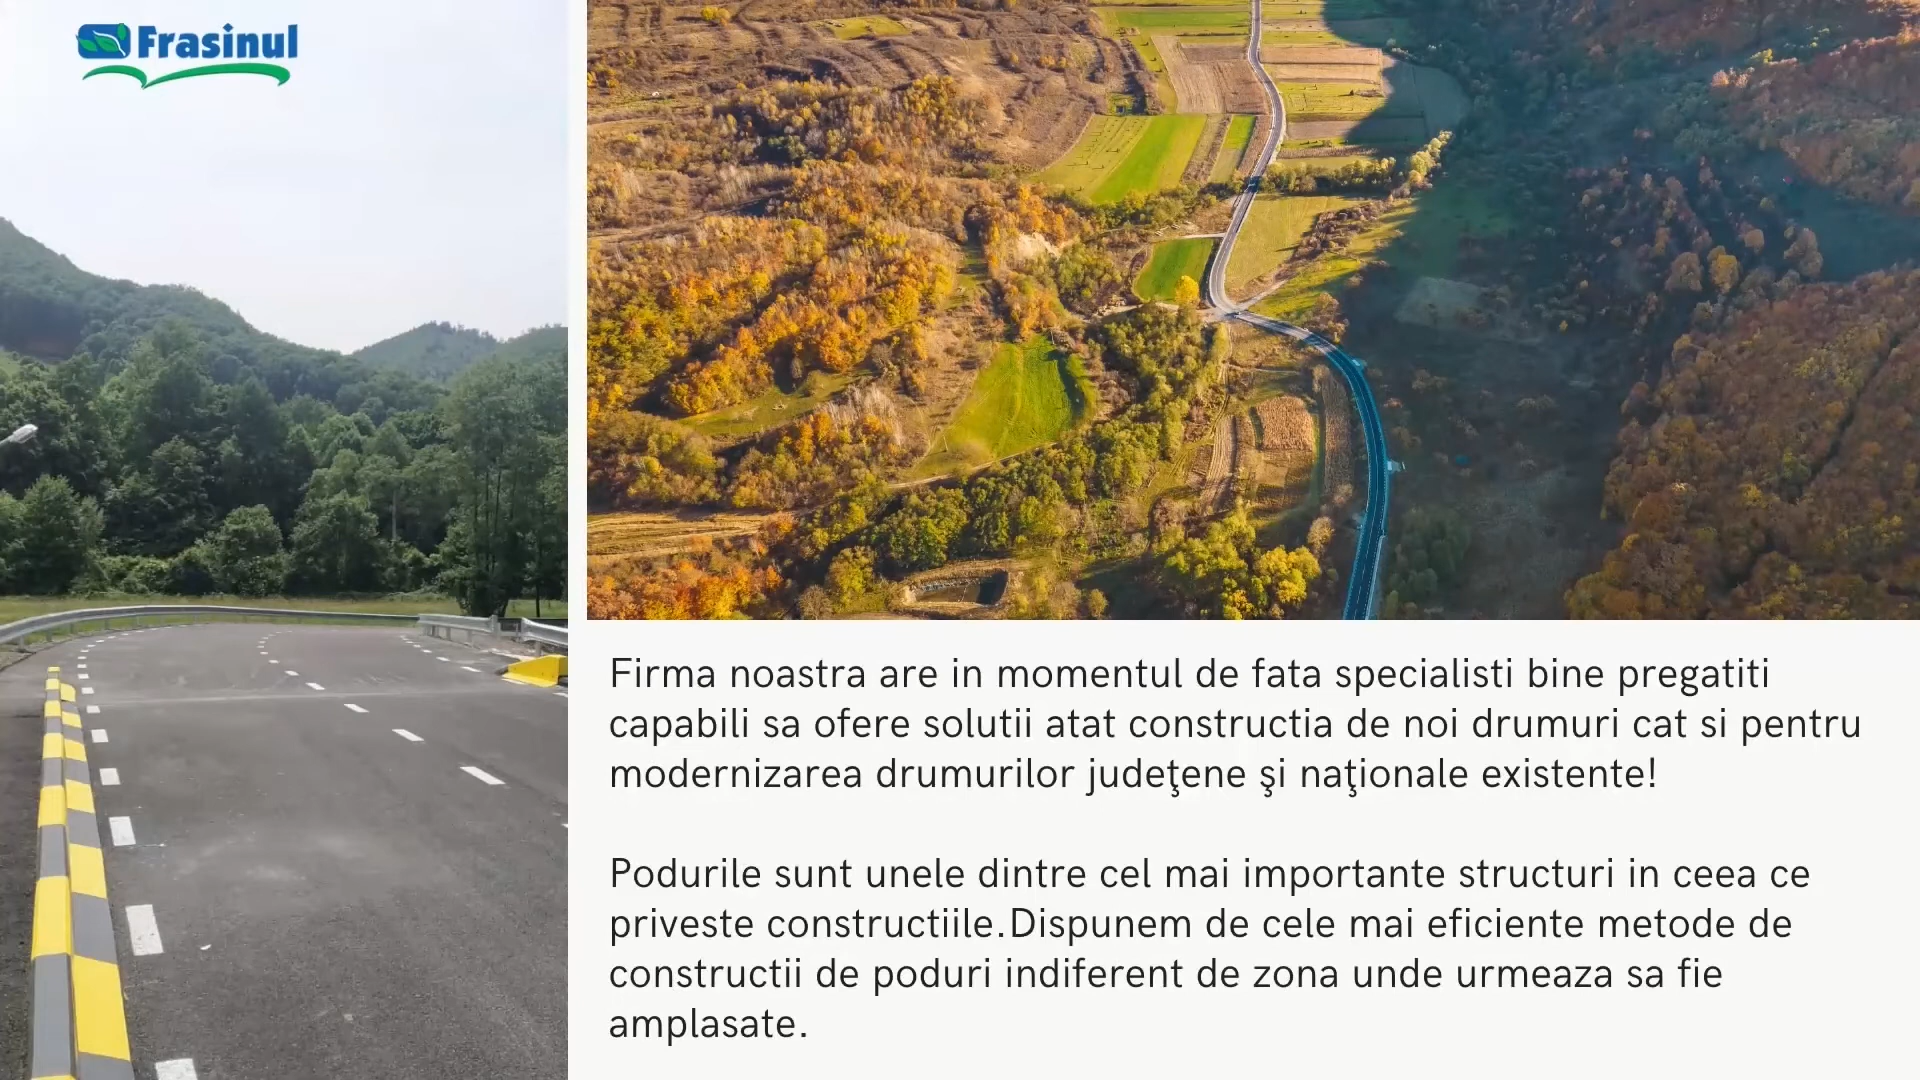 Frasinul
Firma noastra are in momentul de fata specialisti bine pregatiti
capabili sa ofere solutii atat constructia de noi drumuri cat si pentru
modernizarea drumurilor judeţene şi naţionale existente!
Podurile sunt unele dintre cel mai importante structuri in ceea ce
priveste constructiile.Dispunem de cele mai eficiente metode de
constructii de poduri indiferent de zona unde urmeaza sa fie
amplasate.